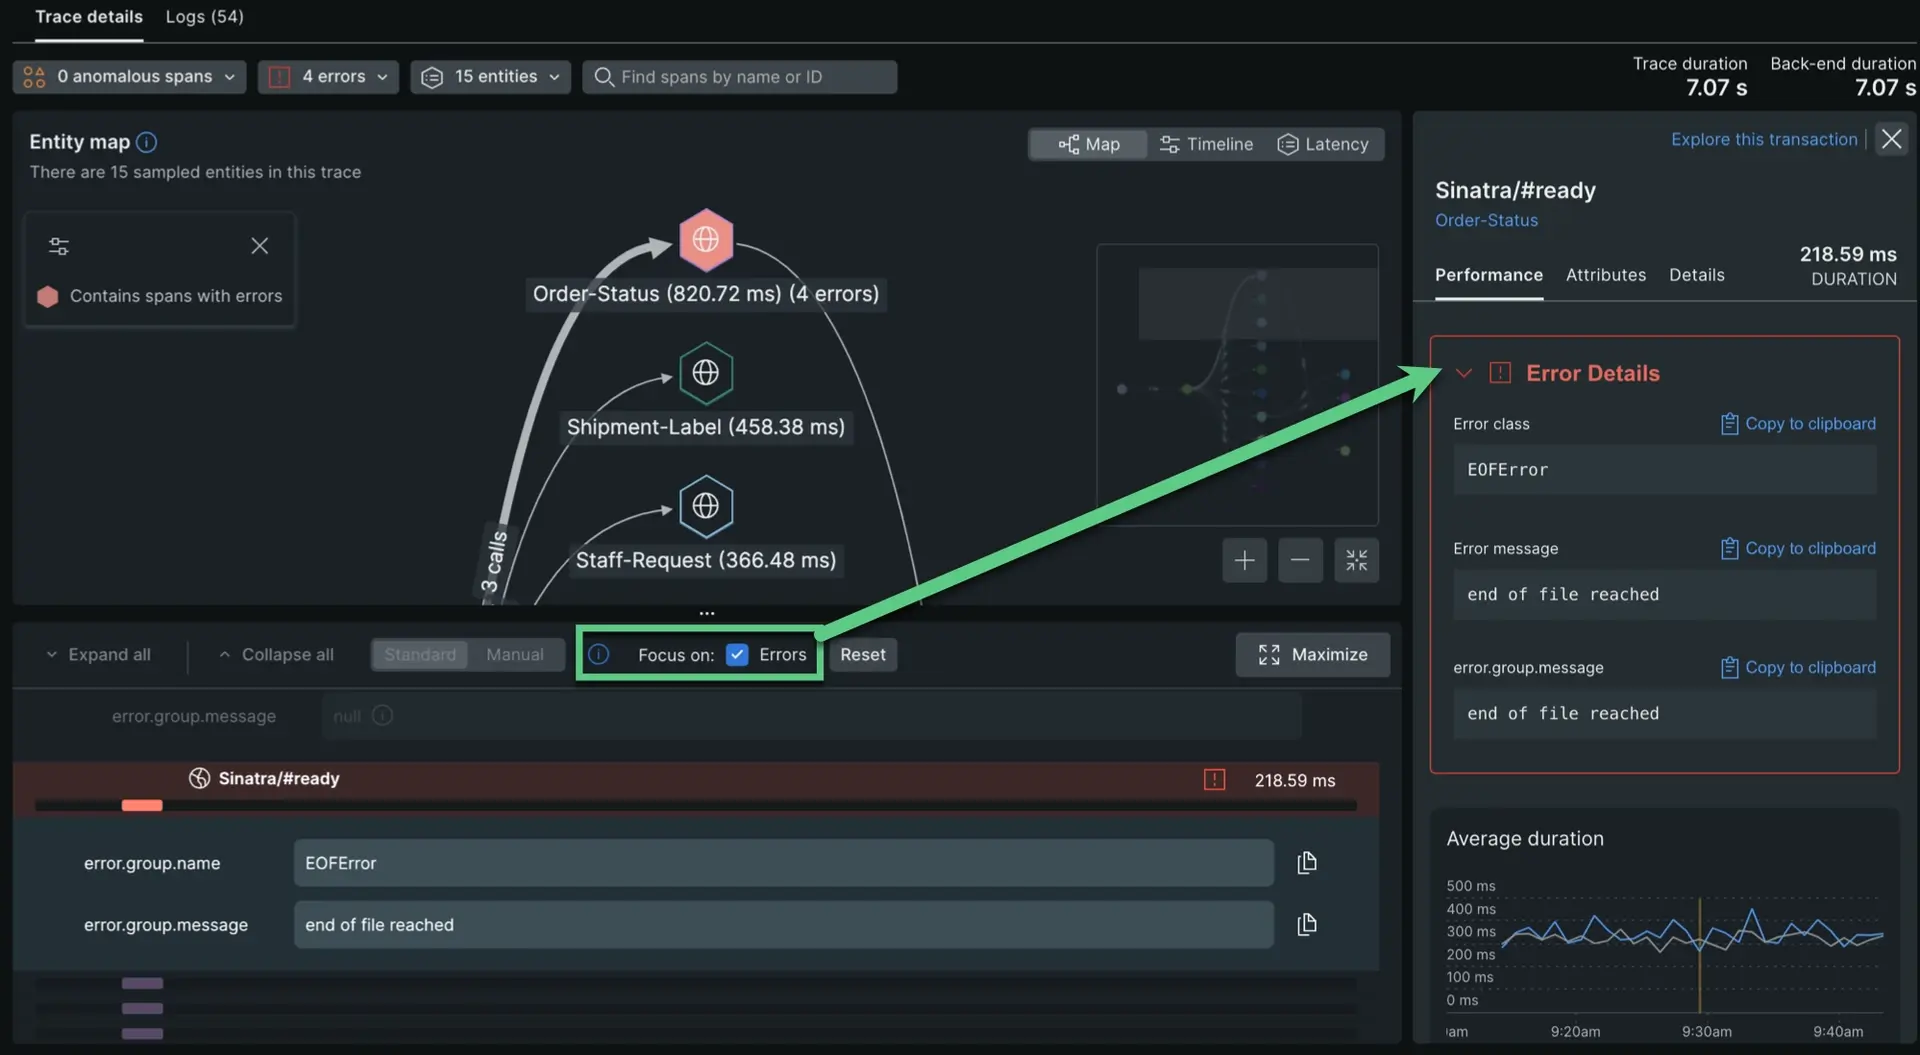 Trace details
Logs (54)
0 anomalous spans
4 errors
15 entities
Find spans by name or ID
Trace duration
7.07 s
Back-end duration
7.07 s
Entity map
There are 15 sampled entities in this trace
Map
Timeline
Latency
Contains spans with errors
Order-Status (820.72 ms) (4 errors)
Shipment-Label (458.38 ms)
Staff-Request (366.48 ms)
3 calls
...
Expand all
Collapse all
Standard
Manual
Focus on:
Errors
Reset
Maximize
error.group.message
null
Sinatra/#ready
218.59 ms
error.group.name
EOFError
error.group.message
end of file reached
Explore this transaction
Sinatra/#ready
Order-Status
Performance
Attributes
Details
218.59 ms
DURATION
Error Details
Error class
Copy to clipboard
EOFError
Error message
Copy to clipboard
end of file reached
error.group.message
Copy to clipboard
end of file reached
Average duration
500 ms
400 ms
300 ms
200 ms
100 ms
0 ms
am
9:20am
9:30am
9:40am